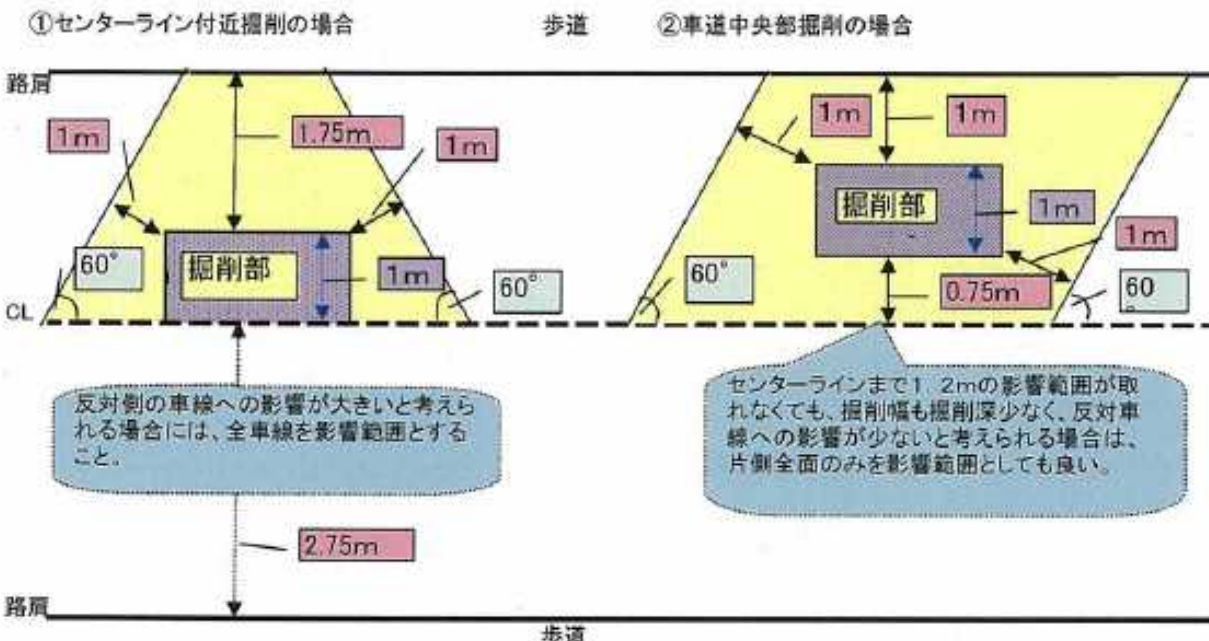 ①センターライン付近掘削の場合
歩道
②車道中央部掘削の場合
路肩
1m
1.75m
1m
1m
1m
掘削部
1m
1m
60°
掘削部
1m
60°
60°
0.75m
60°
CL
反対側の車線への影響が大きいと考えら
れる場合には、全車線を影響範囲とする
こと。
センターラインまで1.2mの影響範囲が取
れなくても、掘削幅も掘削深少なく、反対車
線への影響が少ないと考えられる場合は、
片側全面のみを影響範囲としても良い。
2.75m
路肩
歩道